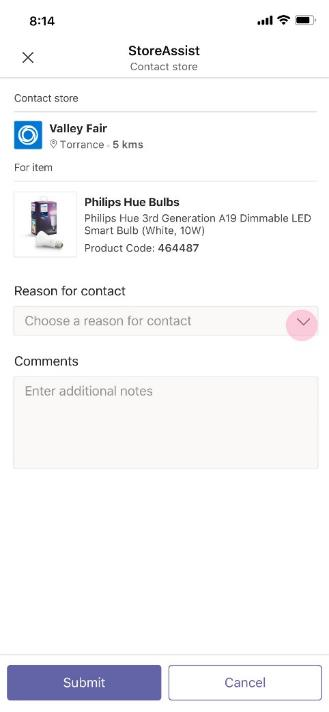 8:14
StoreAssist
Contact store
Contact store
Valley Fair
Torrance · 5 kms
For item
Philips Hue Bulbs
Philips Hue 3rd Generation A19 Dimmable LED
Smart Bulb (White, 10W)
Product Code: 464487
Reason for contact
Choose a reason for contact
Comments
Enter additional notes
Submit
Cancel